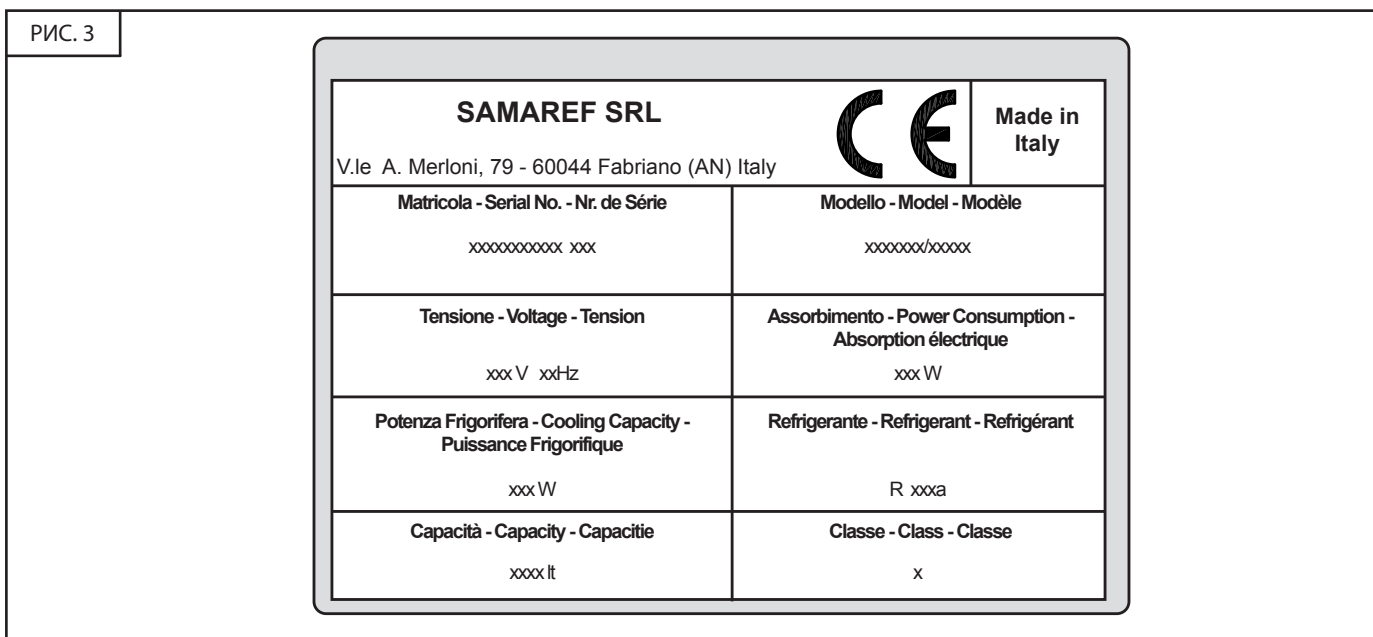 РИС. 3
SAMAREF SRL
V.le A. Merloni, 79 - 60044 Fabriano (AN) Italy
CE
Made in
Italy
Matricola - Serial No. - Nr. de Série
xxxxxxxxxxx xxx
Modello - Model - Modèle
xxxxxxx/xxxxx
Tensione - Voltage - Tension
xxx V xxHz
Assorbimento - Power Consumption -
Absorption électrique
xxx W
Potenza Frigorifera - Cooling Capacity -
Puissance Frigorifique
xxx W
Refrigerante - Refrigerant - Refrigérant
R xxxa
Capacità - Capacity - Capacitie
xxxx lt
Classe - Class - Classe
x